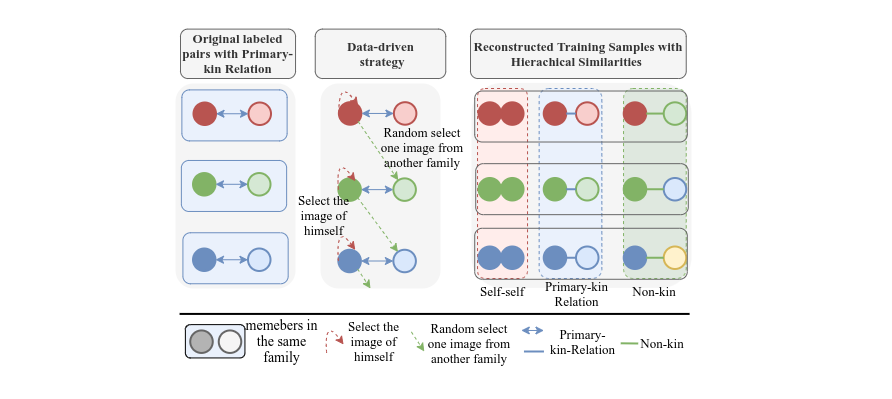 Original labeled
pairs with Primary-
kin Relation
Data-driven
strategy
Reconstructed Training Samples with
Hierachical Similarities
Random select
one image from
another family
Select the
image of
himself
Self-self
Primary-kin
Relation
Non-kin
memebers in
the same
family
Select the
image of
himself
Random select
one image from
another family
Primary-
kin-Relation
Non-kin